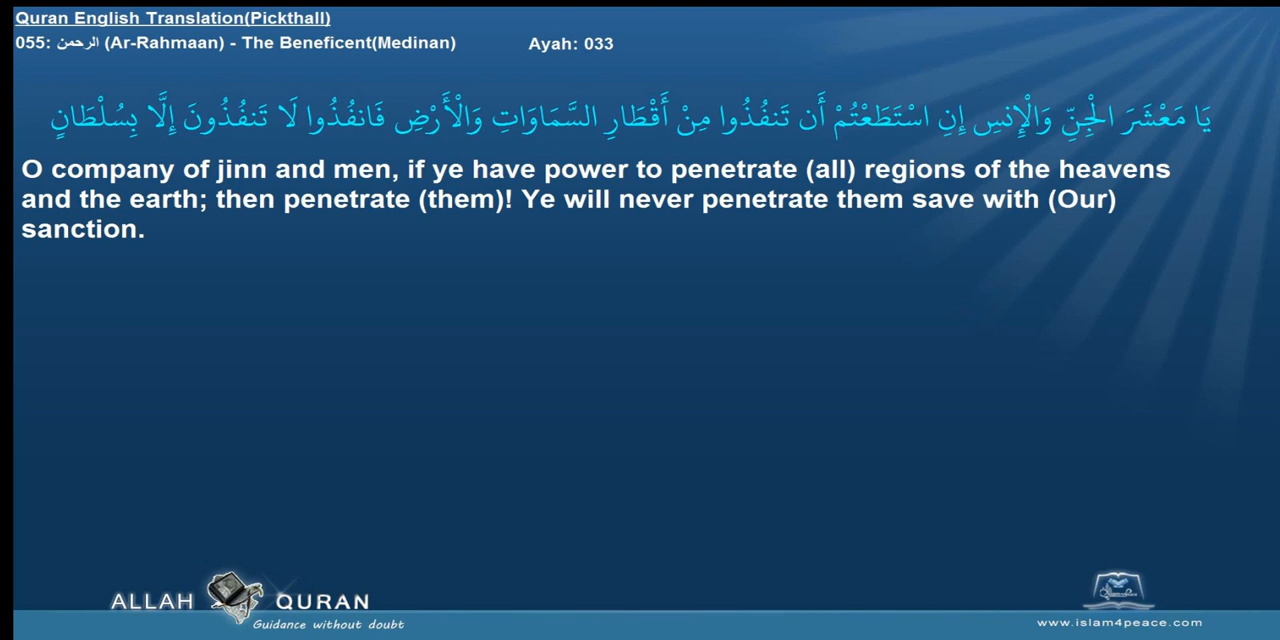 Quran English Translation(Pickthall)
055: الرحمن (Ar-Rahmaan) - The Beneficent(Medinan) Ayah: 033
يَا مَعْشَرَ الْجِنِّ وَالْإِنسِ إِنِ اسْتَطَعْتُمْ أَن تَنفُذُوا مِنْ أَقْطَارِ السَّمَاوَاتِ وَالْأَرْضِ فَانفُذُوا لَا تَنفُذُونَ إِلَّا بِسُلْطَانٍ
O company of jinn and men, if ye have power to penetrate (all) regions of the heavens
and the earth; then penetrate (them)! Ye will never penetrate them save with (Our)
sanction.
ALLAH QURAN
Guidance without doubt
www.islam4peace.com